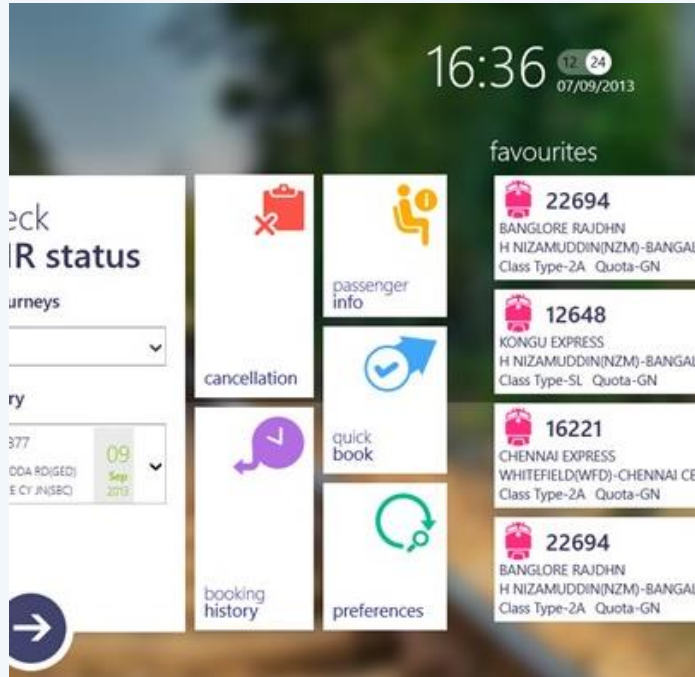 16:36
12 24
07/09/2013
eck
IR status
urneys
ry
377
DDA RD(GED)
E CY JN(SBC)
09
Sep
2013
cancellation
booking
history
passenger
info
quick
book
preferences
favourites
22694
BANGLORE RAJDHN
H NIZAMUDDIN(NZM)-BANGAL
Class Type-2A Quota-GN
12648
KONGU EXPRESS
H NIZAMUDDIN(NZM)-BANGAL
Class Type-SL Quota-GN
16221
CHENNAI EXPRESS
WHITEFIELD(WFD)-CHENNAI CE
Class Type-2A Quota-GN
22694
BANGLORE RAJDHN
H NIZAMUDDIN(NZM)-BANGAL
Class Type-2A Quota-GN